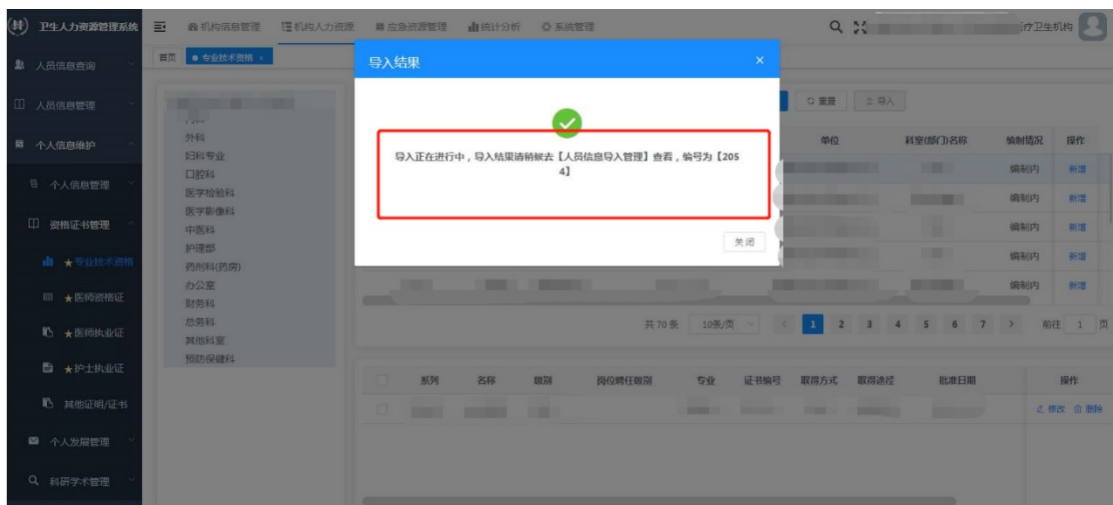 卫生人力资源管理系统
机构信息管理 机构人力资源 应急资源管理 统计分析 系统管理
疗卫生机构
人员信息查询
人员信息管理
个人信息维护
个人信息管理
资格证书管理
★专业技术资格
★医师资格证
★医师执业证
★护士执业证
其他证明/证书
个人发展管理
科研学术管理
首页 专业技术资格 ×
外科
妇科专业
口腔科
医学检验科
医学影像科
中医科
护理部
药剂科(药房)
办公室
财务科
总务科
其他科室
预防保健科
导入结果 ×
导入正在进行中，导入结果请稍候去【人员信息导入管理】查看，编号为【205
4】
关闭
重置 导入
单位 科室(部门)名称 编制情况 操作
编制内 新增
编制内 新增
编制内 新增
编制内 新增
编制内 新增
共 70 条 10条/页 < 1 2 3 4 5 6 7 > 前往 1 页
系列 名称 级别 岗位聘任级别 专业 证书编号 取得方式 取得途径 批准日期 操作
修改 删除